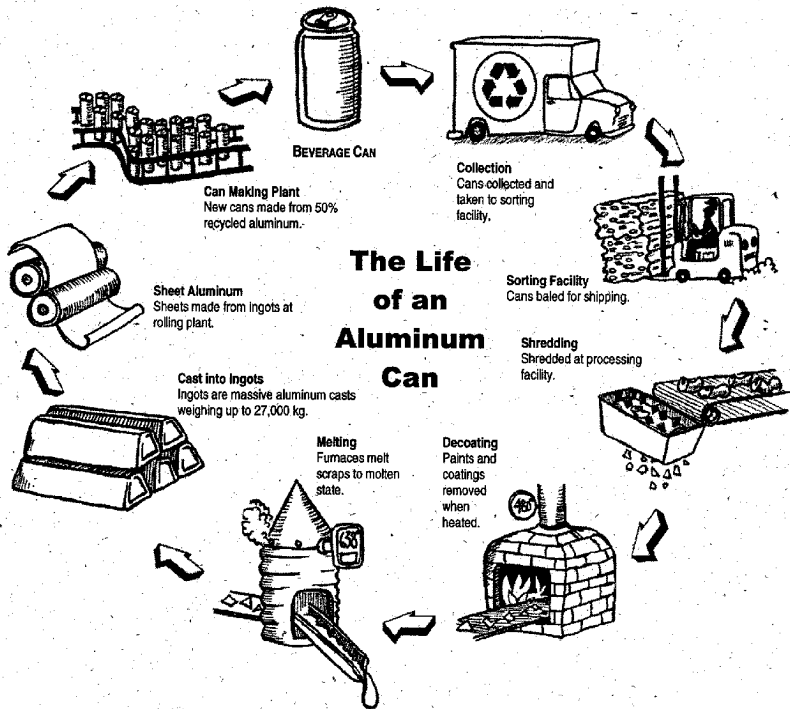 BEVERAGE CAN
Collection
Cans collected and
taken to sorting
facility.
Can Making Plant
New cans made from 50%
recycled aluminum.
The Life
of an
Aluminum
Can
Sorting Facility
Cans baled for shipping.
Sheet Aluminum
Sheets made from ingots at
rolling plant.
Shredding
Shredded at processing
facility.
Cast into Ingots
Ingots are massive aluminum casts
weighing up to 27,000 kg.
Melting
Furnaces melt
scraps to molten
state.
Decoating
Paints and
coatings
removed
when
heated.
480
638